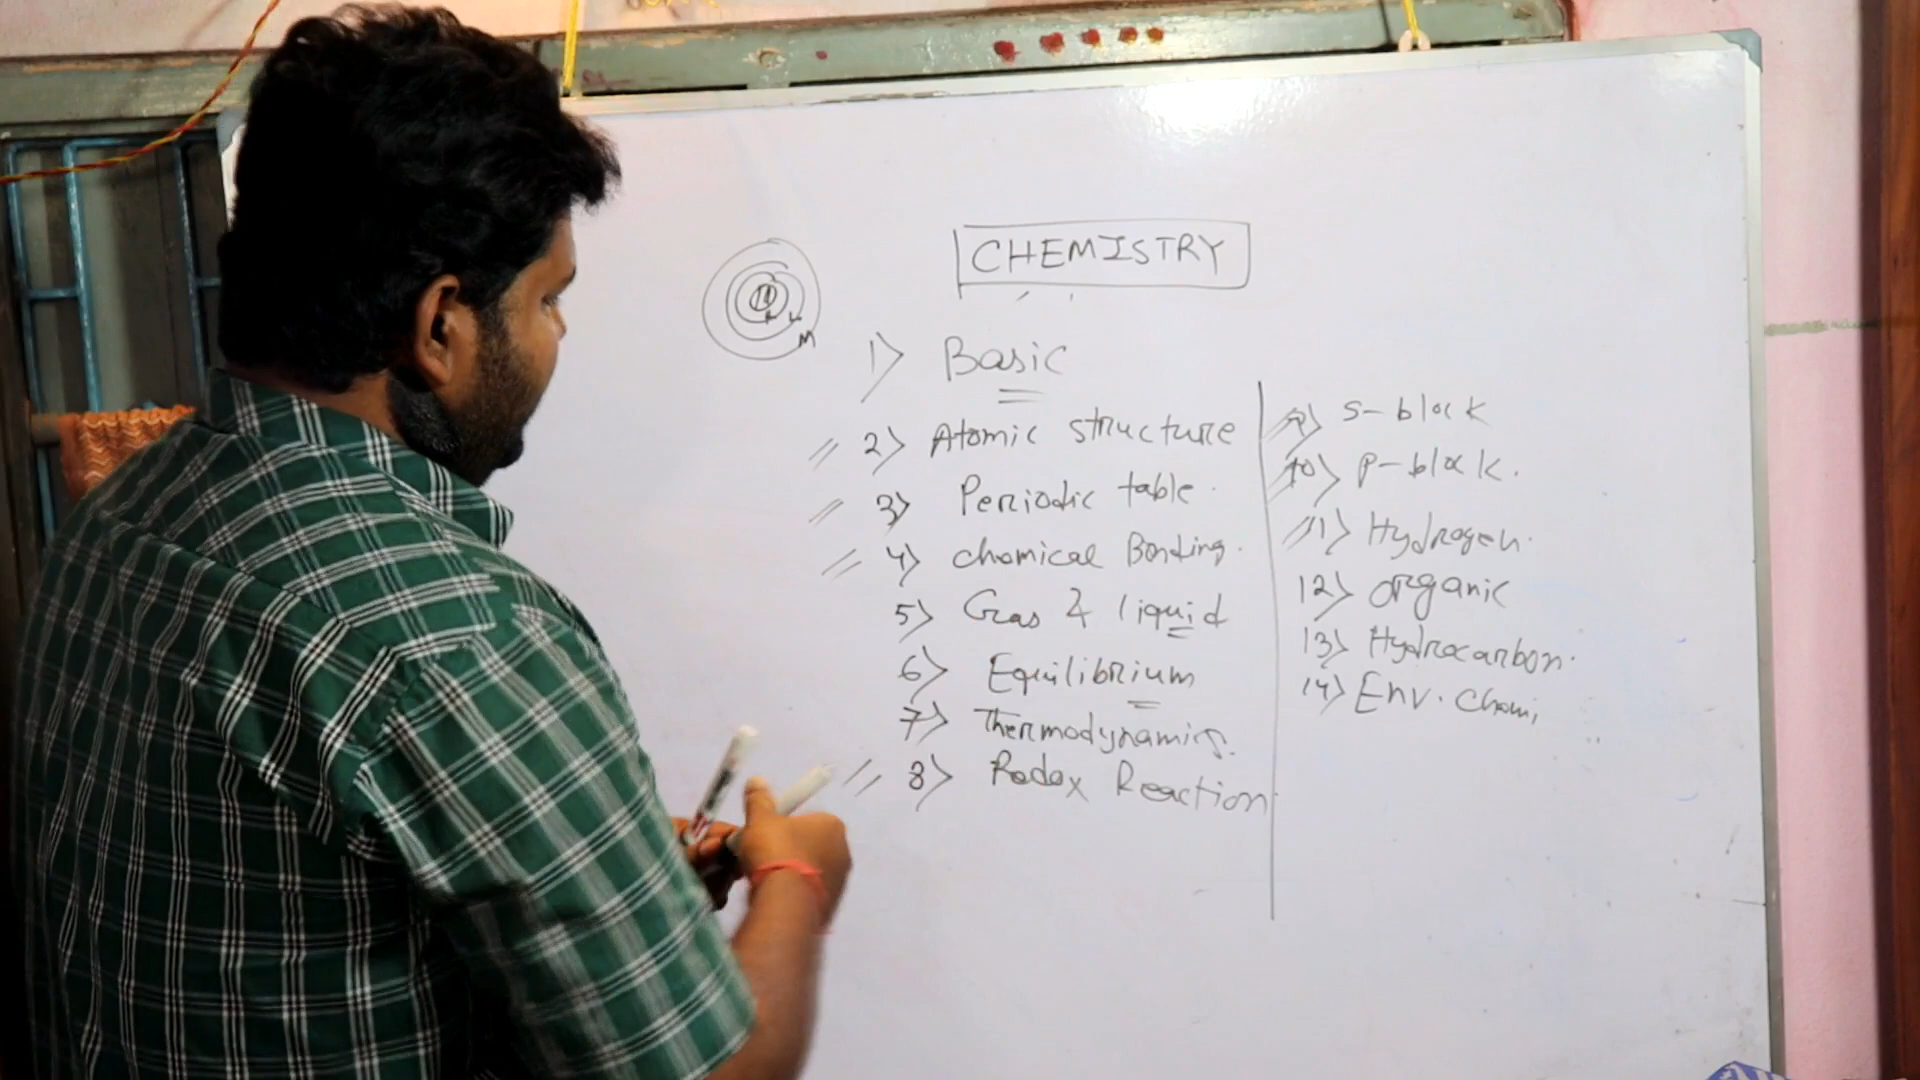 CHEMISTRY
M
1) Basic
2) Atomic structure
3) Periodic table.
4) chemical Bonding.
5) Gas & liquid
6) Equilibrium
7) Thermodynamics.
8) Redox Reaction
9) S-block
10) P-block.
11) Hydrogen.
12) organic
13) Hydrocarbon.
14) Env. Chemi,